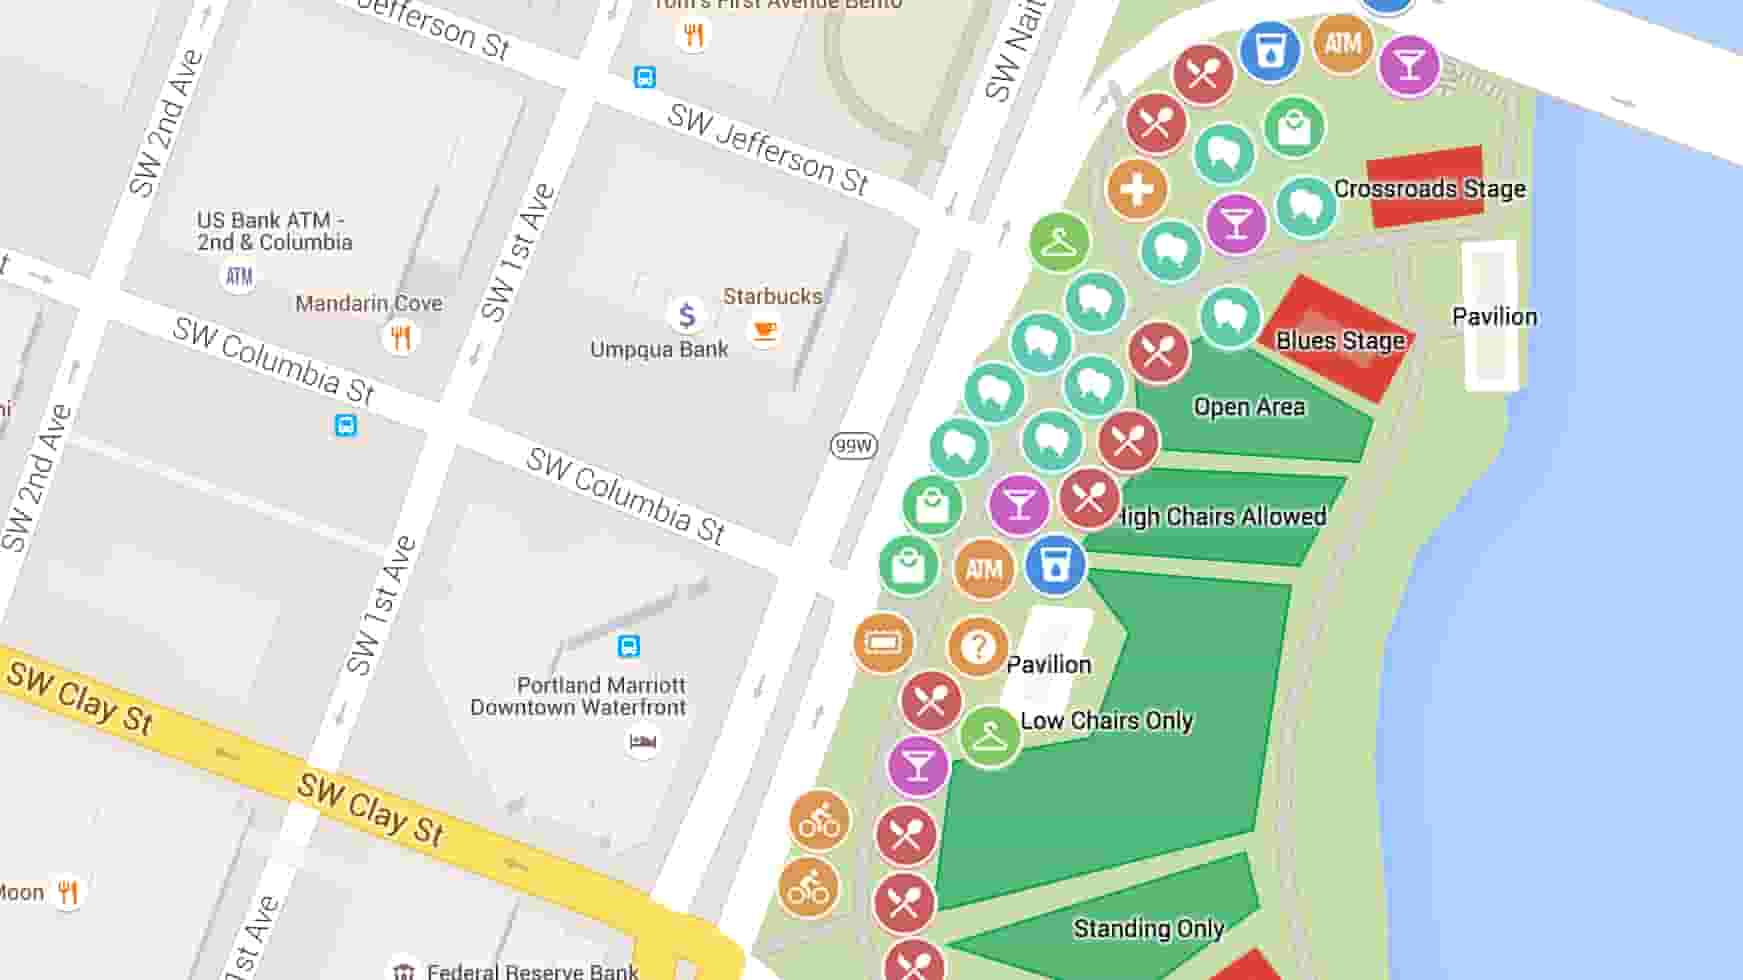 Jefferson St
Tom's First Avenue Bento
SW Nait
ATM
SW 2nd Ave
SW Jefferson St
Crossroads Stage
US Bank ATM -
2nd & Columbia
ATM
SW 1st Ave
Mandarin Cove
Starbucks
$
Umpqua Bank
Pavilion
Blues Stage
SW Columbia St
Open Area
99W
SW 2nd Ave
SW Columbia St
High Chairs Allowed
ATM
SW 1st Ave
?
Pavilion
Portland Marriott
Downtown Waterfront
Low Chairs Only
SW Clay St
SW Clay St
Moon
Standing Only
1st Ave
Federal Reserve Bank